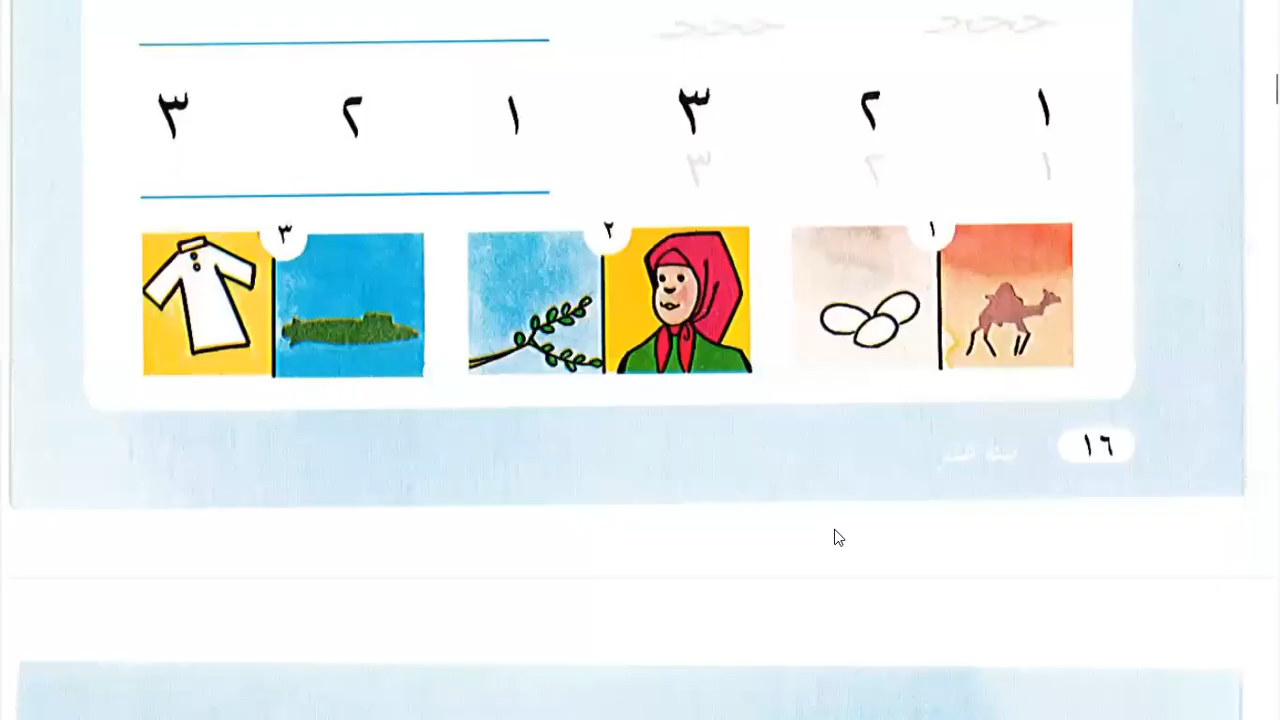 ١ ٢ ٣ ١ ٢ ٣
١ ٢ ٣
١ ٢ ٣
١٦